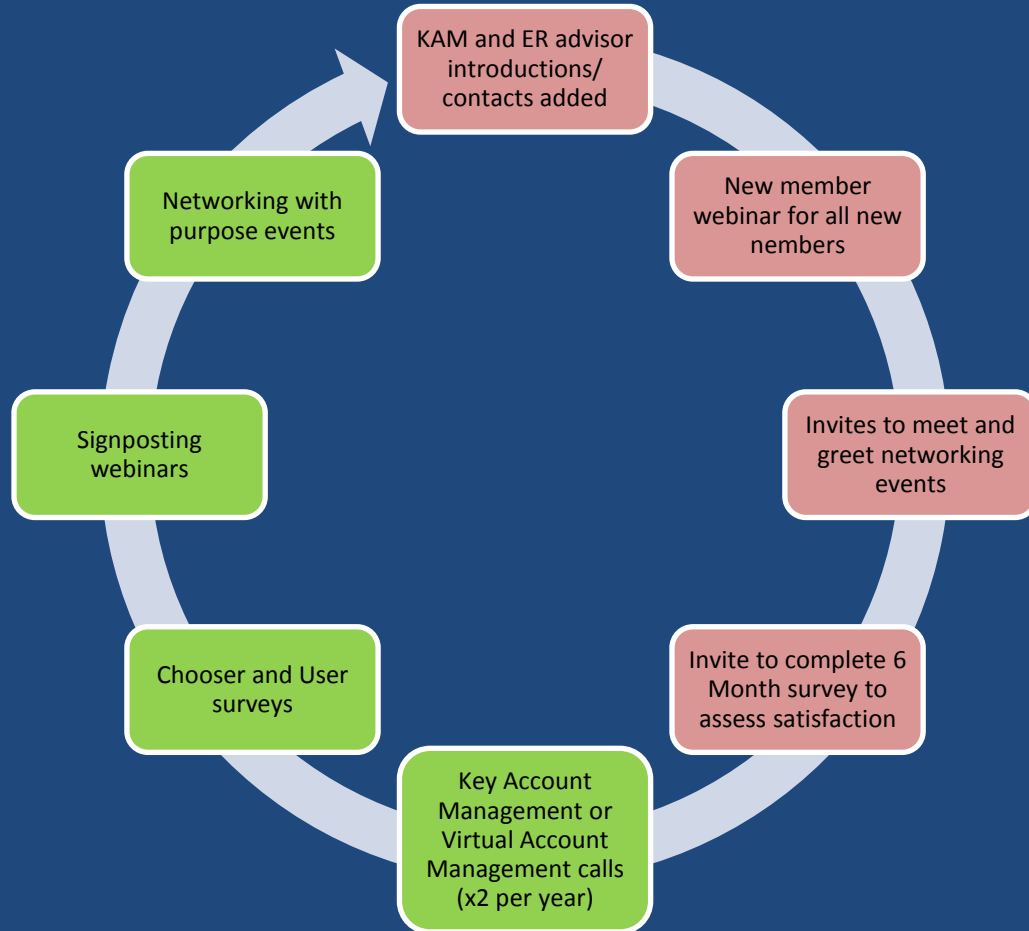 KAM and ER advisor
introductions/
contacts added
New member
webinar for all new
nembers
Invites to meet and
greet networking
events
Invite to complete 6
Month survey to
assess satisfaction
Key Account
Management or
Virtual Account
Management calls
(x2 per year)
Chooser and User
surveys
Signposting
webinars
Networking with
purpose events